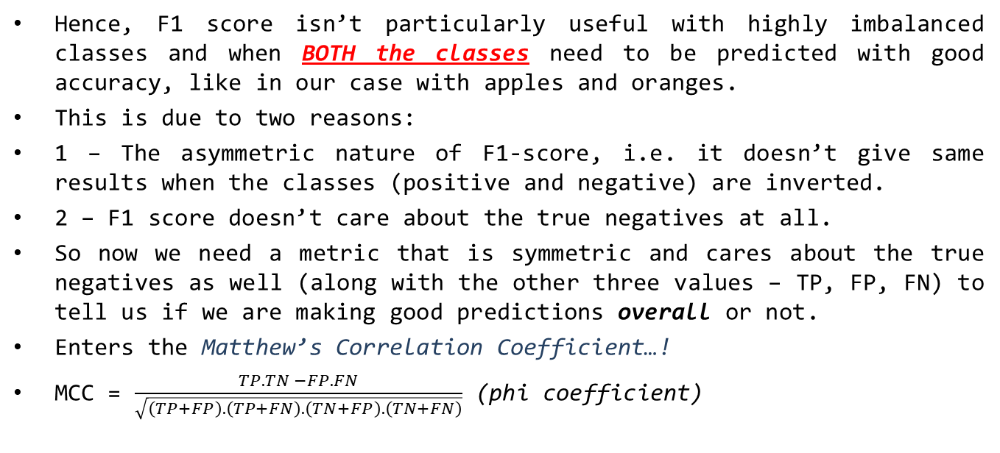 • Hence, F1 score isn’t particularly useful with highly imbalanced
classes and when BOTH the classes need to be predicted with good
accuracy, like in our case with apples and oranges.
• This is due to two reasons:
• 1 – The asymmetric nature of F1-score, i.e. it doesn’t give same
results when the classes (positive and negative) are inverted.
• 2 – F1 score doesn’t care about the true negatives at all.
• So now we need a metric that is symmetric and cares about the true
negatives as well (along with the other three values – TP, FP, FN) to
tell us if we are making good predictions overall or not.
• Enters the Matthew’s Correlation Coefficient…!
• MCC = TP.TN −FP.FN / √(TP+FP).(TP+FN).(TN+FP).(TN+FN) (phi coefficient)